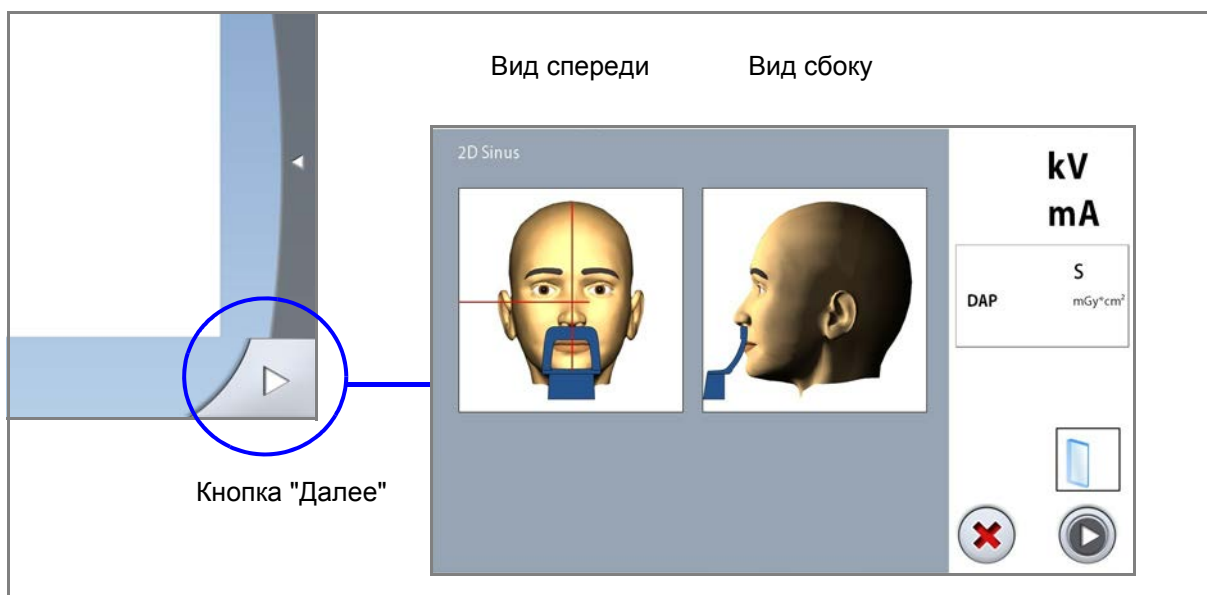 Вид спереди
Вид сбоку
2D Sinus
kV
mA
S
DAP mGy*cm²
Кнопка "Далее"